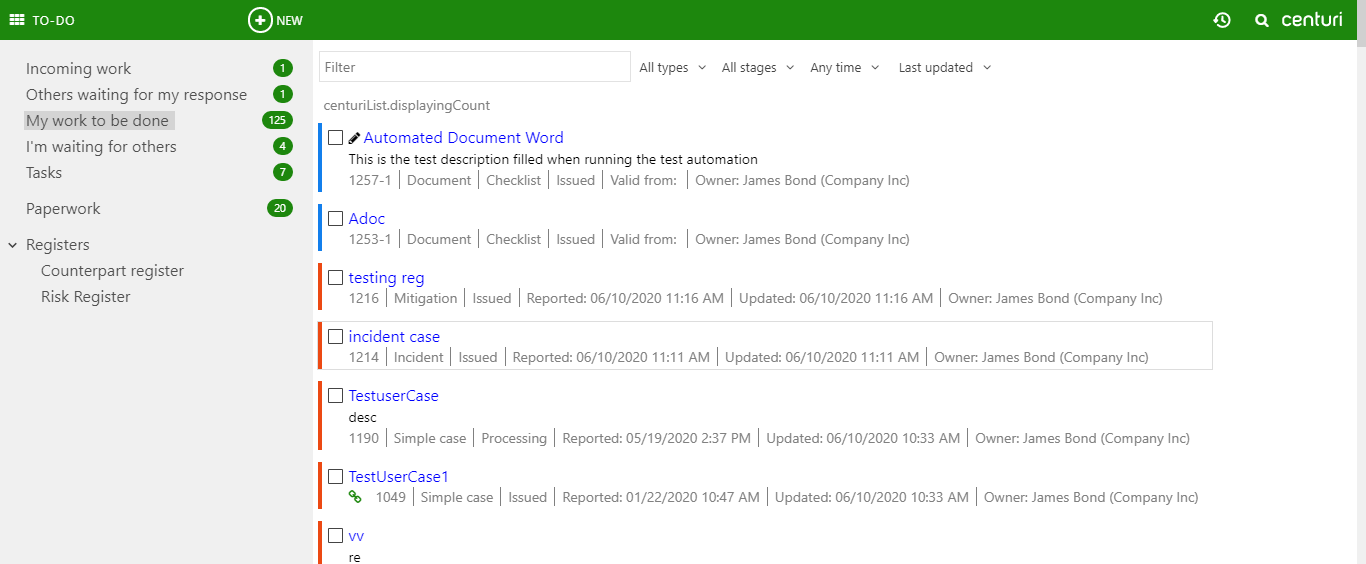 TO-DO NEW centuri
Incoming work 1
Others waiting for my response 1
My work to be done 125
I'm waiting for others 4
Tasks 7
Paperwork 20
Registers
Counterpart register
Risk Register
Filter All types All stages Any time Last updated
centuriList.displayingCount
Automated Document Word
This is the test description filled when running the test automation
1257-1 Document Checklist Issued Valid from: Owner: James Bond (Company Inc)
Adoc
1253-1 Document Checklist Issued Valid from: Owner: James Bond (Company Inc)
testing reg
1216 Mitigation Issued Reported: 06/10/2020 11:16 AM Updated: 06/10/2020 11:16 AM Owner: James Bond (Company Inc)
incident case
1214 Incident Issued Reported: 06/10/2020 11:11 AM Updated: 06/10/2020 11:11 AM Owner: James Bond (Company Inc)
TestuserCase
desc
1190 Simple case Processing Reported: 05/19/2020 2:37 PM Updated: 06/10/2020 10:33 AM Owner: James Bond (Company Inc)
TestUserCase1
1049 Simple case Issued Reported: 01/22/2020 10:47 AM Updated: 06/10/2020 10:33 AM Owner: James Bond (Company Inc)
vv
re